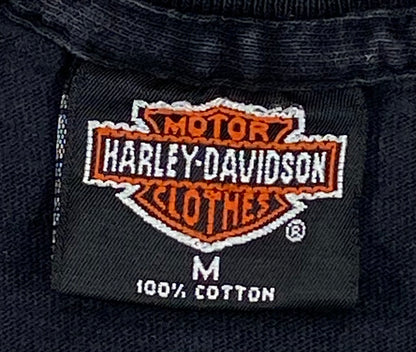 MOTOR
HARLEY-DAVIDSON
CLOTHES
®
M
100% COTTON